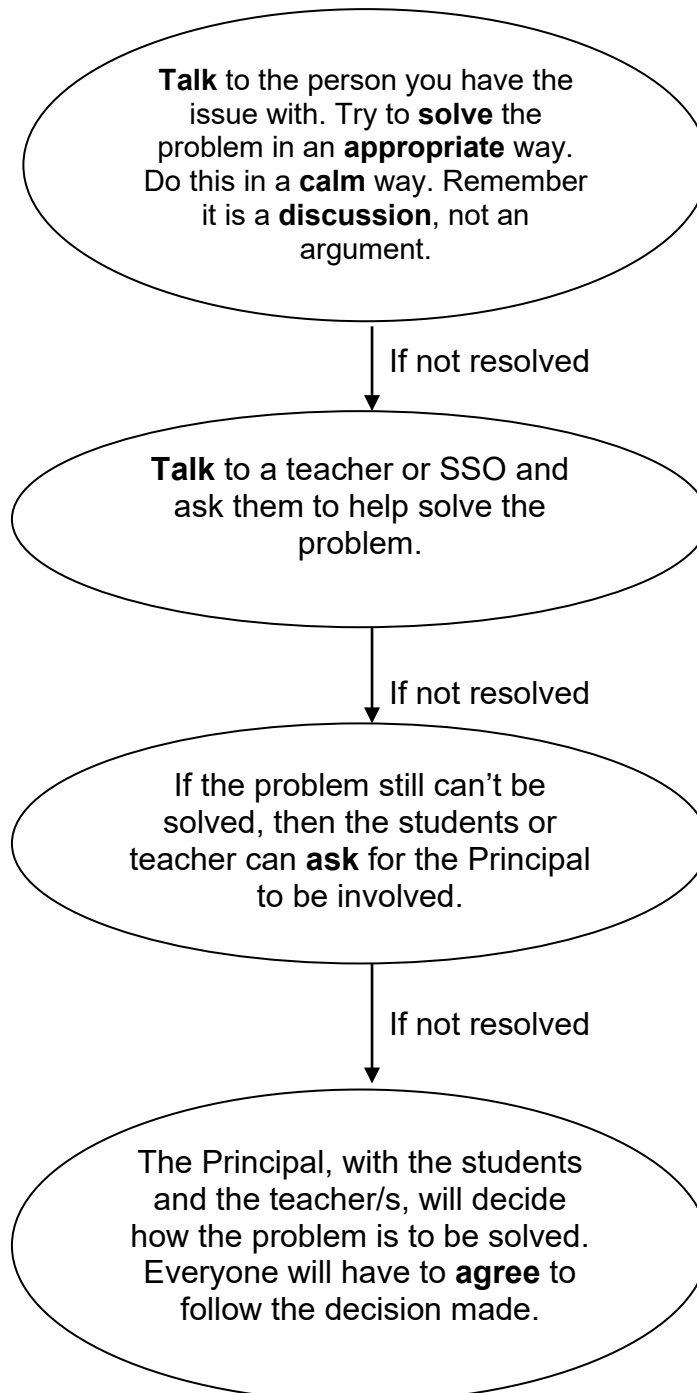 Talk to the person you have the
issue with. Try to solve the
problem in an appropriate way.
Do this in a calm way. Remember
it is a discussion, not an
argument.
If not resolved
Talk to a teacher or SSO and
ask them to help solve the
problem.
If not resolved
If the problem still can’t be
solved, then the students or
teacher can ask for the Principal
to be involved.
If not resolved
The Principal, with the students
and the teacher/s, will decide
how the problem is to be solved.
Everyone will have to agree to
follow the decision made.